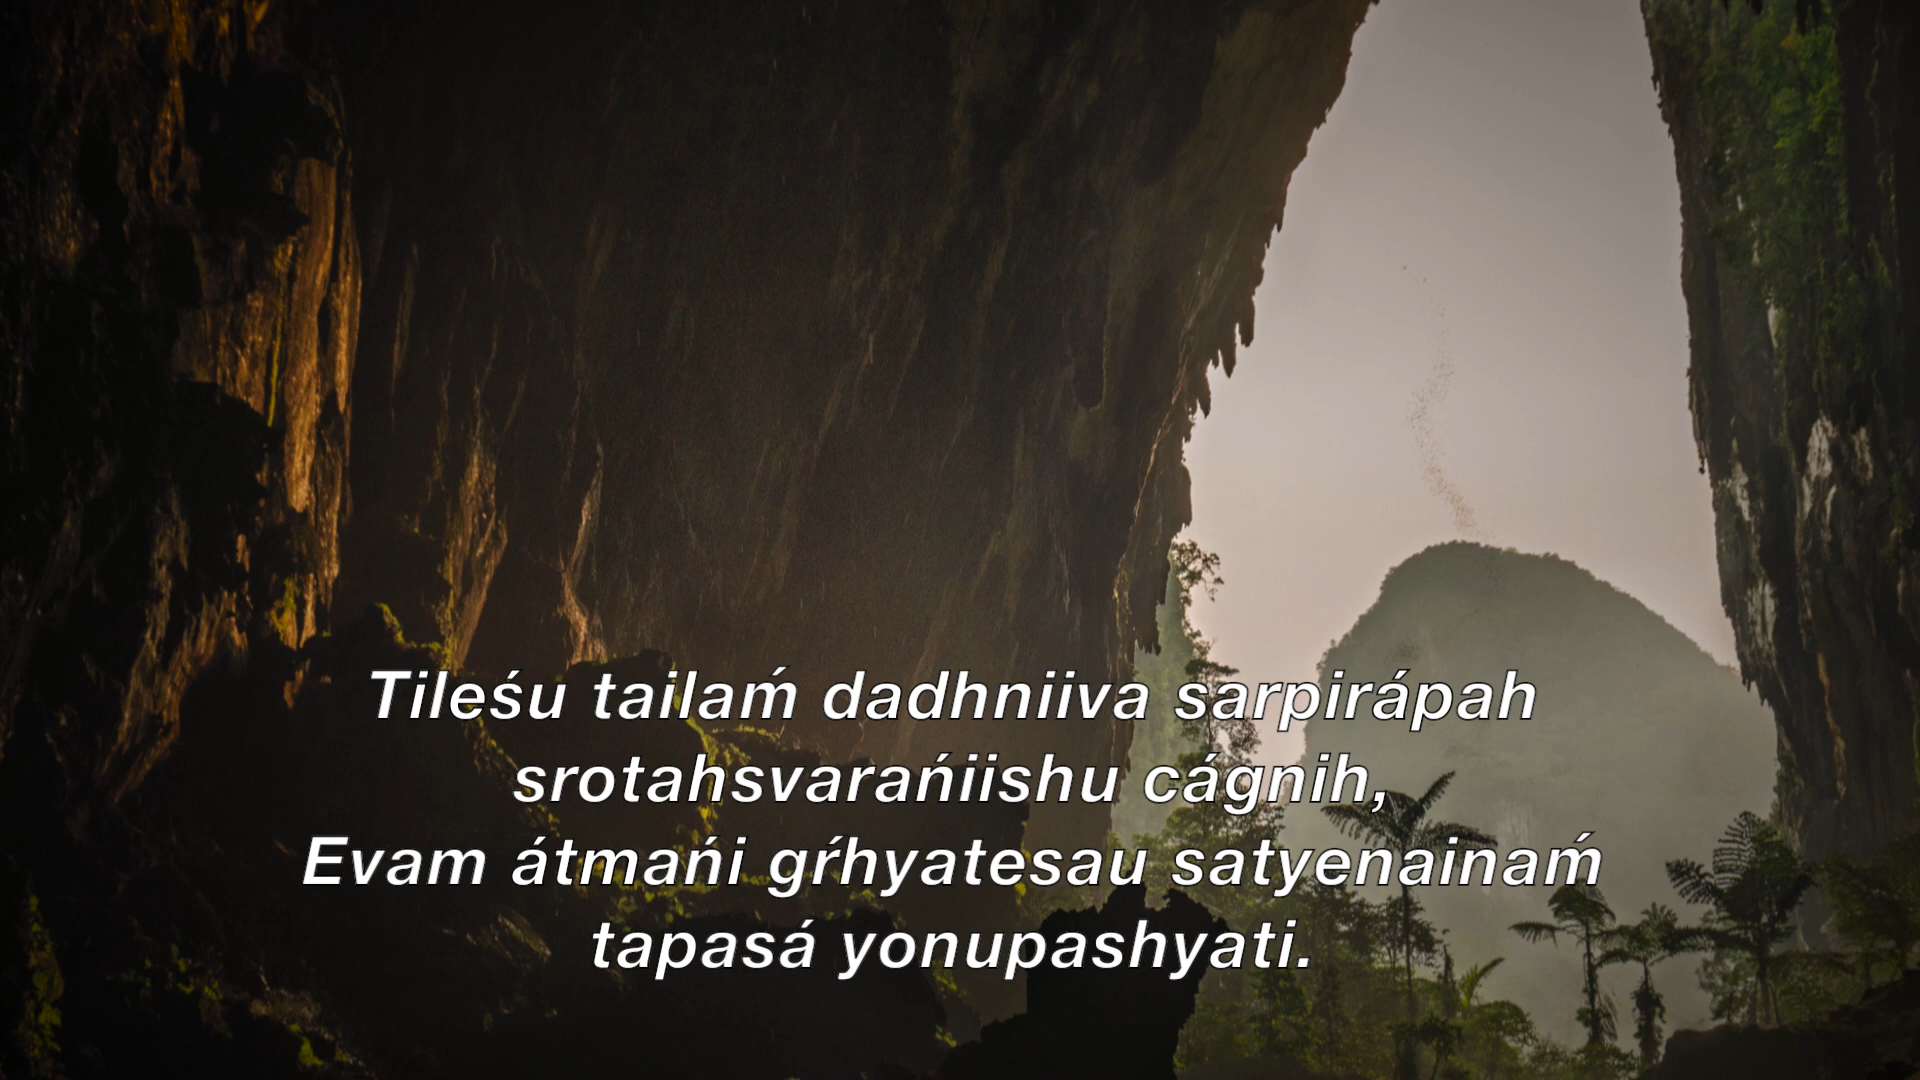 Tileśu tailaḿ dadhniiva sarpirápah
srotahsvarańiishu cágnih,
Evam átmańi gŕhyatesau satyenainaḿ
tapasá yonupashyati.